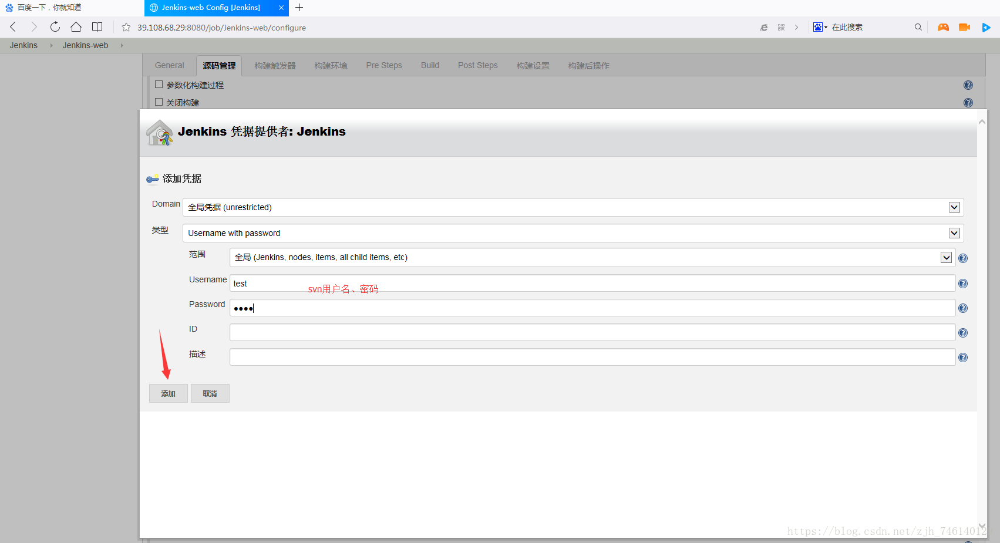 百度一下，你就知道
Jenkins-web Config [Jenkins]
39.108.68.29:8080/job/Jenkins-web/configure
在此搜索
Jenkins
Jenkins-web
General
源码管理
构建触发器
构建环境
Pre Steps
Build
Post Steps
构建设置
构建后操作
参数化构建过程
关闭构建
Jenkins 凭据提供者: Jenkins
添加凭据
Domain
全局凭据 (unrestricted)
类型
Username with password
范围
全局 (Jenkins, nodes, items, all child items, etc)
Username
test
svn用户名、密码
Password
••••
ID
描述
添加
取消